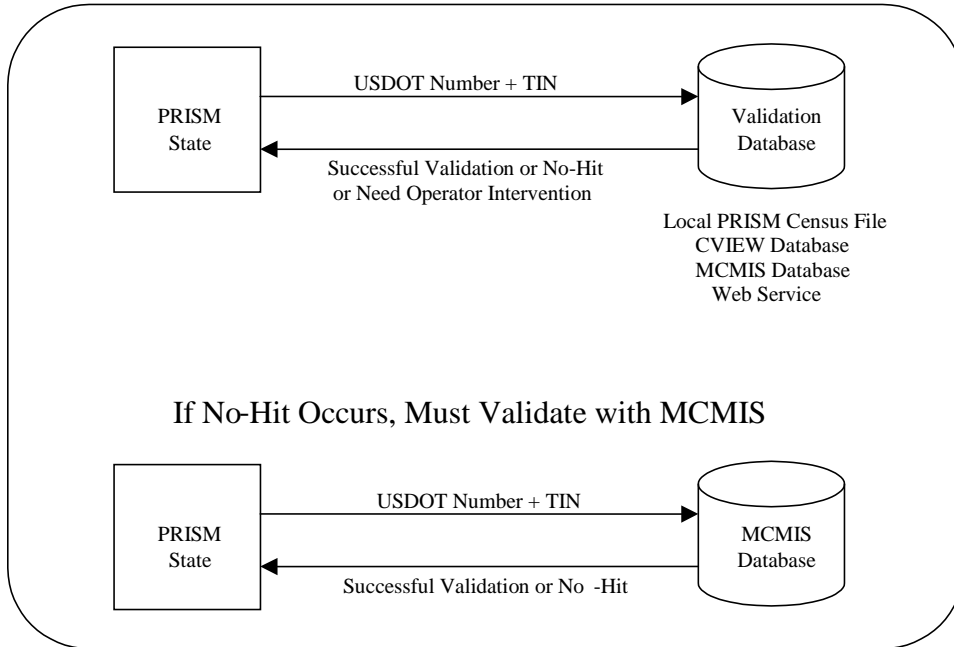 USDOT Number + TIN
PRISM
State
Validation
Database
Successful Validation or No-Hit
or Need Operator Intervention
Local PRISM Census File
CVIEW Database
MCMIS Database
Web Service
If No-Hit Occurs, Must Validate with MCMIS
USDOT Number + TIN
PRISM
State
MCMIS
Database
Successful Validation or No -Hit